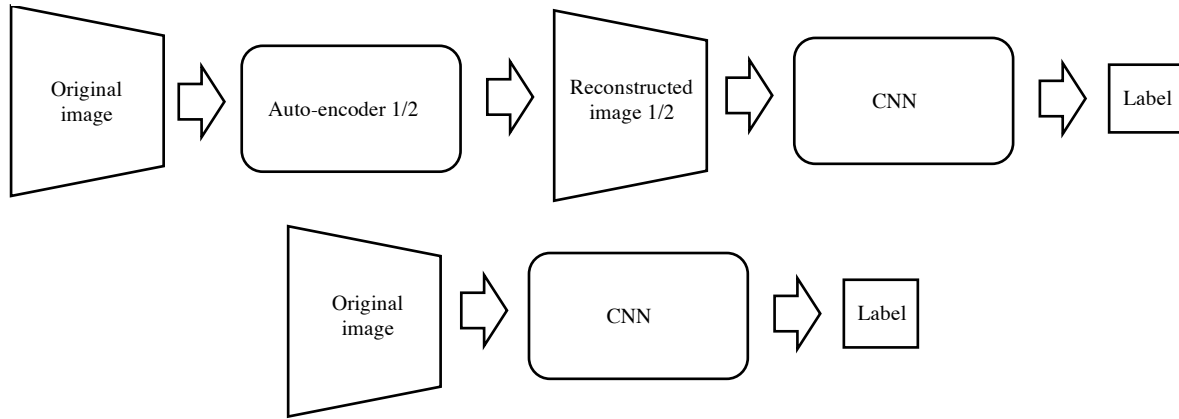 Original
image
Auto-encoder 1/2
Reconstructed
image 1/2
CNN
Label
Original
image
CNN
Label